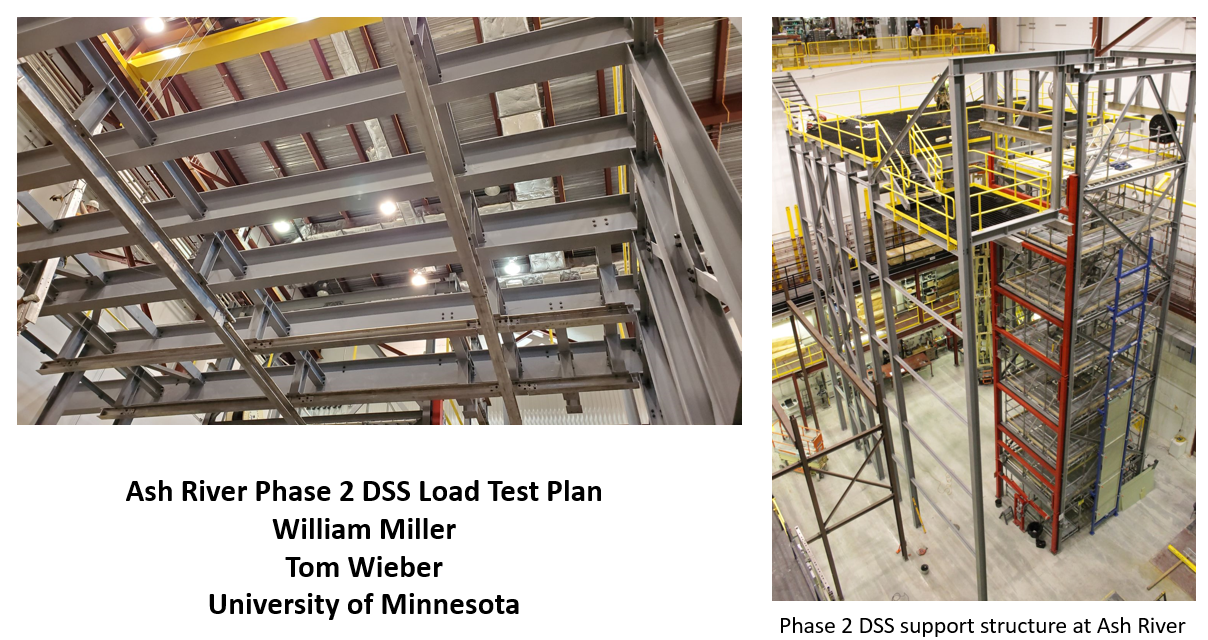 Ash River Phase 2 DSS Load Test Plan
William Miller
Tom Wieber
University of Minnesota
Phase 2 DSS support structure at Ash River